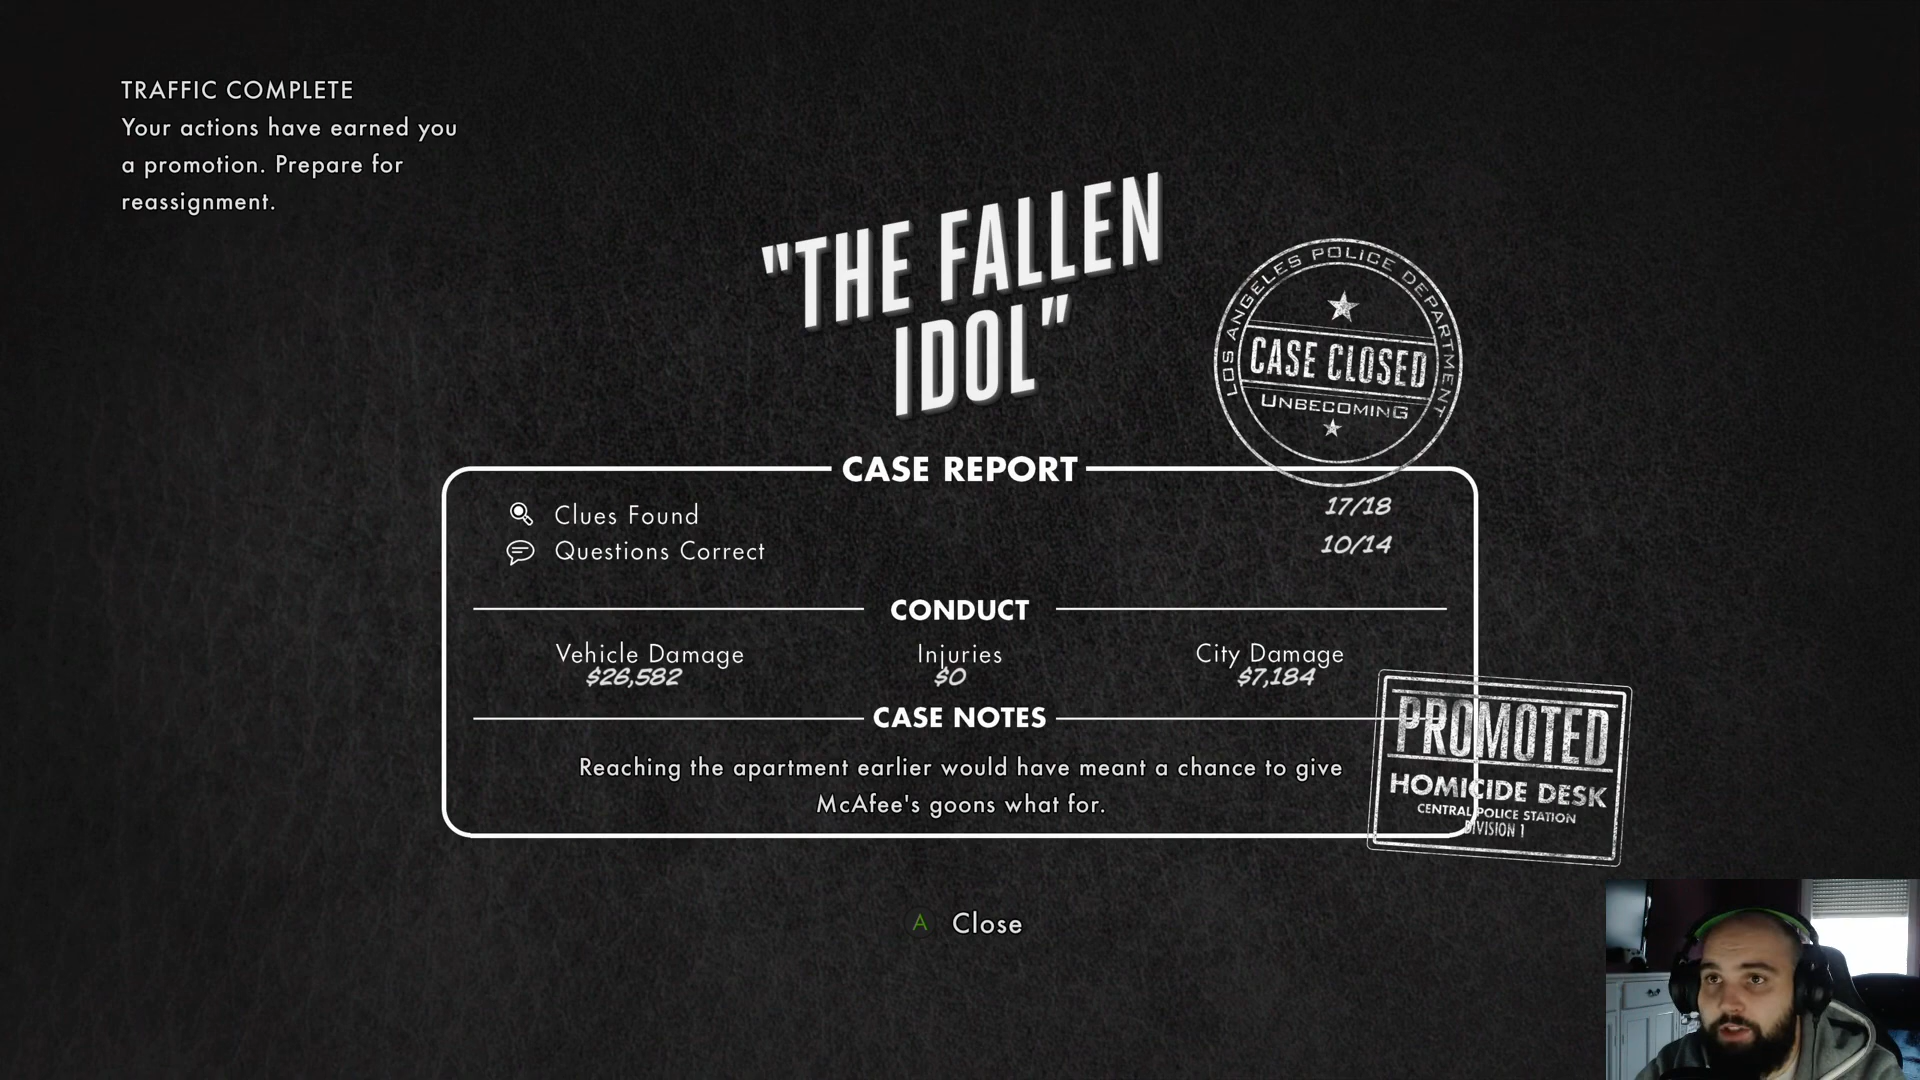 TRAFFIC COMPLETE
Your actions have earned you
a promotion. Prepare for
reassignment.
"THE FALLEN
IDOL"
LOS ANGELES POLICE DEPARTMENT
CASE CLOSED
UNBECOMING
CASE REPORT
Clues Found 17/18
Questions Correct 10/14
CONDUCT
Vehicle Damage Injuries City Damage
$26,582 $0 $7,184
CASE NOTES
Reaching the apartment earlier would have meant a chance to give
McAfee's goons what for.
PROMOTED
HOMICIDE DESK
CENTRAL POLICE STATION
DIVISION 1
A Close